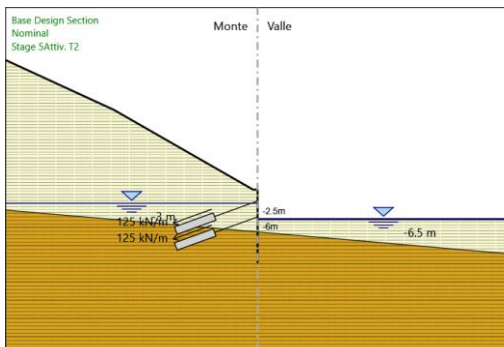 Base Design Section
Nominal
Stage 5Attiv. T2
Monte
Valle
-3 m
-2.5m
125 kN/m
-6m
125 kN/m
-6.5 m